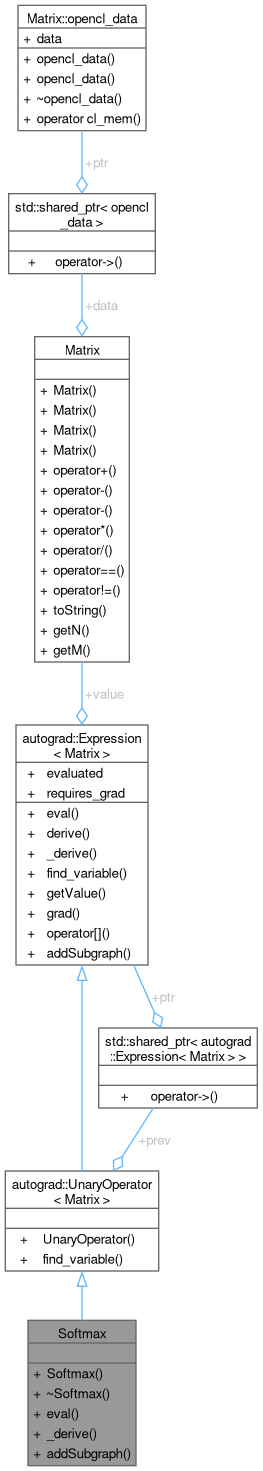 Matrix::opencl_data
+ data
+ opencl_data()
+ opencl_data()
+ ~opencl_data()
+ operator cl_mem()
+ptr
std::shared_ptr< opencl
_data >
+ operator->()
+data
Matrix
+ Matrix()
+ Matrix()
+ Matrix()
+ Matrix()
+ operator+()
+ operator-()
+ operator-()
+ operator*()
+ operator/()
+ operator==()
+ operator!=()
+ toString()
+ getN()
+ getM()
+value
autograd::Expression
< Matrix >
+ evaluated
+ requires_grad
+ eval()
+ derive()
+ _derive()
+ find_variable()
+ getValue()
+ grad()
+ operator[]()
+ addSubgraph()
+ptr
std::shared_ptr< autograd
::Expression< Matrix > >
+ operator->()
+prev
autograd::UnaryOperator
< Matrix >
+ UnaryOperator()
+ find_variable()
Softmax
+ Softmax()
+ ~Softmax()
+ eval()
+ _derive()
+ addSubgraph()